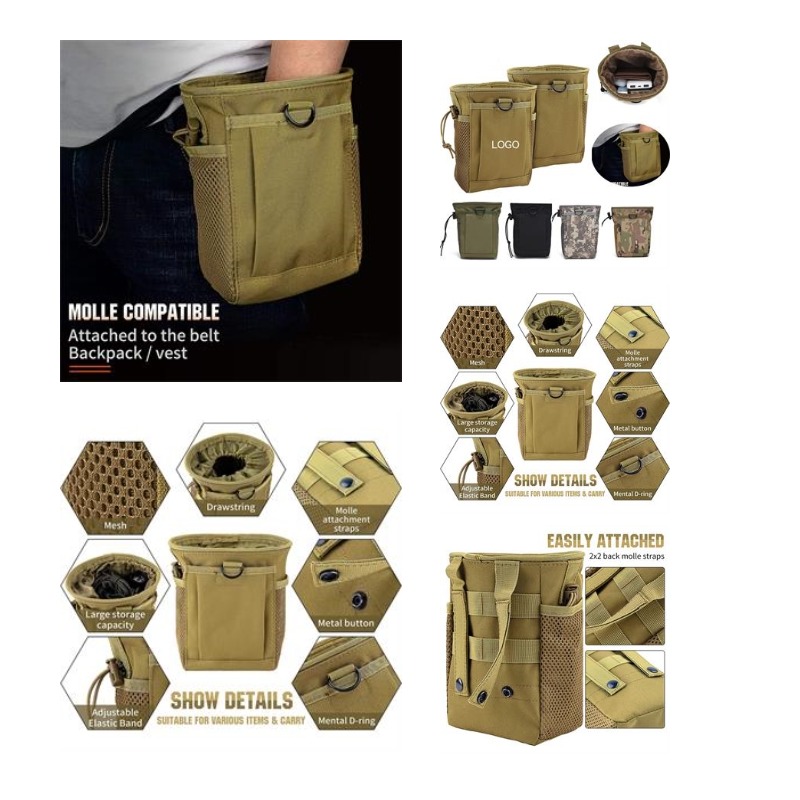 MOLLE COMPATIBLE
Attached to the belt
Backpack / vest
LOGO
Mesh
Drawstring
Molle
attachment
straps
Large storage
capacity
Metal button
Adjustable
Elastic Band
SHOW DETAILS
SUITABLE FOR VARIOUS ITEMS & CARRY
Mental D-ring
Mesh
Drawstring
Molle
attachment
straps
Large storage
capacity
Metal button
Adjustable
Elastic Band
SHOW DETAILS
SUITABLE FOR VARIOUS ITEMS & CARRY
Mental D-ring
EASILY ATTACHED
2x2 back molle straps